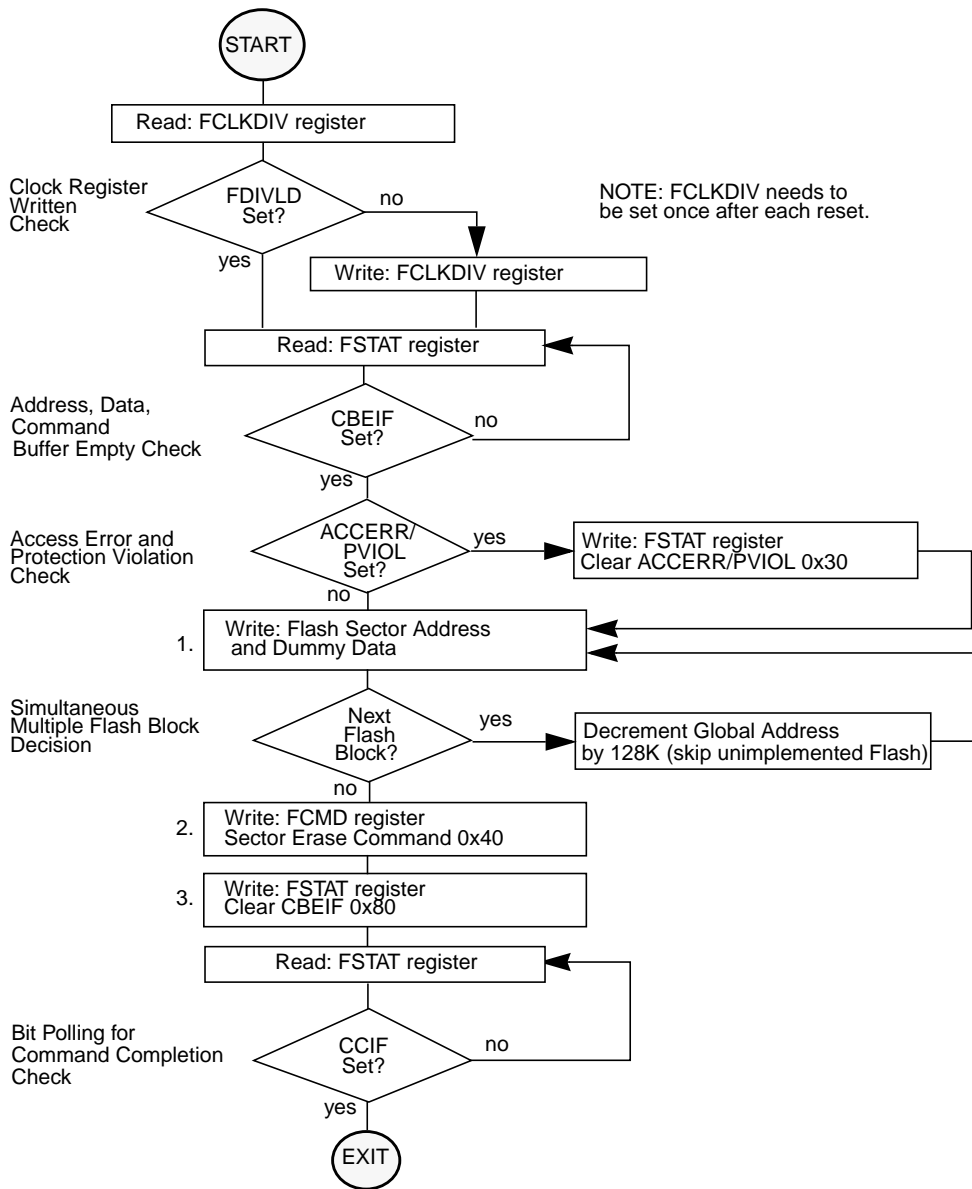 START
Read: FCLKDIV register
Clock Register
Written
Check
FDIVLD
Set?
no
yes
NOTE: FCLKDIV needs to
be set once after each reset.
Write: FCLKDIV register
Read: FSTAT register
Address, Data,
Command
Buffer Empty Check
CBEIF
Set?
no
yes
Access Error and
Protection Violation
Check
ACCERR/
PVIOL
Set?
yes
no
Write: FSTAT register
Clear ACCERR/PVIOL 0x30
1.
Write: Flash Sector Address
and Dummy Data
Simultaneous
Multiple Flash Block
Decision
Next
Flash
Block?
yes
no
Decrement Global Address
by 128K (skip unimplemented Flash)
2.
Write: FCMD register
Sector Erase Command 0x40
3.
Write: FSTAT register
Clear CBEIF 0x80
Read: FSTAT register
Bit Polling for
Command Completion
Check
CCIF
Set?
no
yes
EXIT